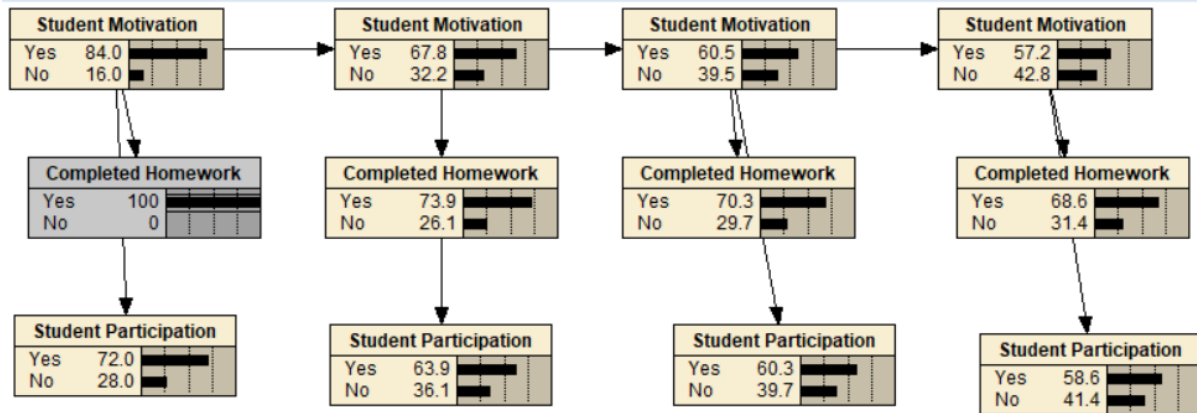 Student Motivation
Yes 84.0
No 16.0
Student Motivation
Yes 67.8
No 32.2
Student Motivation
Yes 60.5
No 39.5
Student Motivation
Yes 57.2
No 42.8
Completed Homework
Yes 100
No 0
Completed Homework
Yes 73.9
No 26.1
Completed Homework
Yes 70.3
No 29.7
Completed Homework
Yes 68.6
No 31.4
Student Participation
Yes 72.0
No 28.0
Student Participation
Yes 63.9
No 36.1
Student Participation
Yes 60.3
No 39.7
Student Participation
Yes 58.6
No 41.4